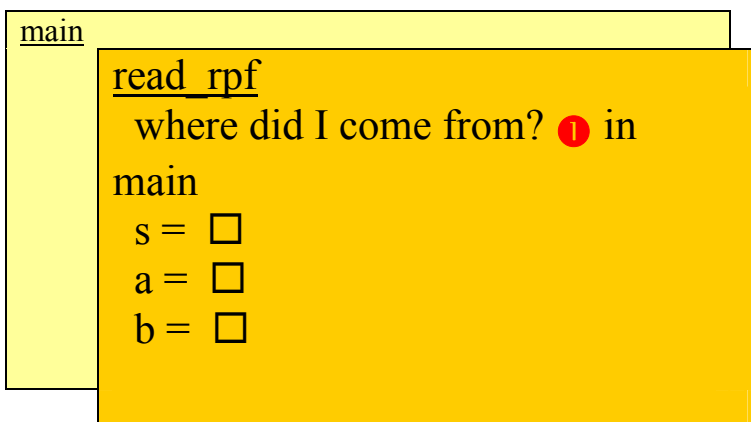 main
read_rpf
where did I come from? ❶ in
main
s = □
a = □
b = □